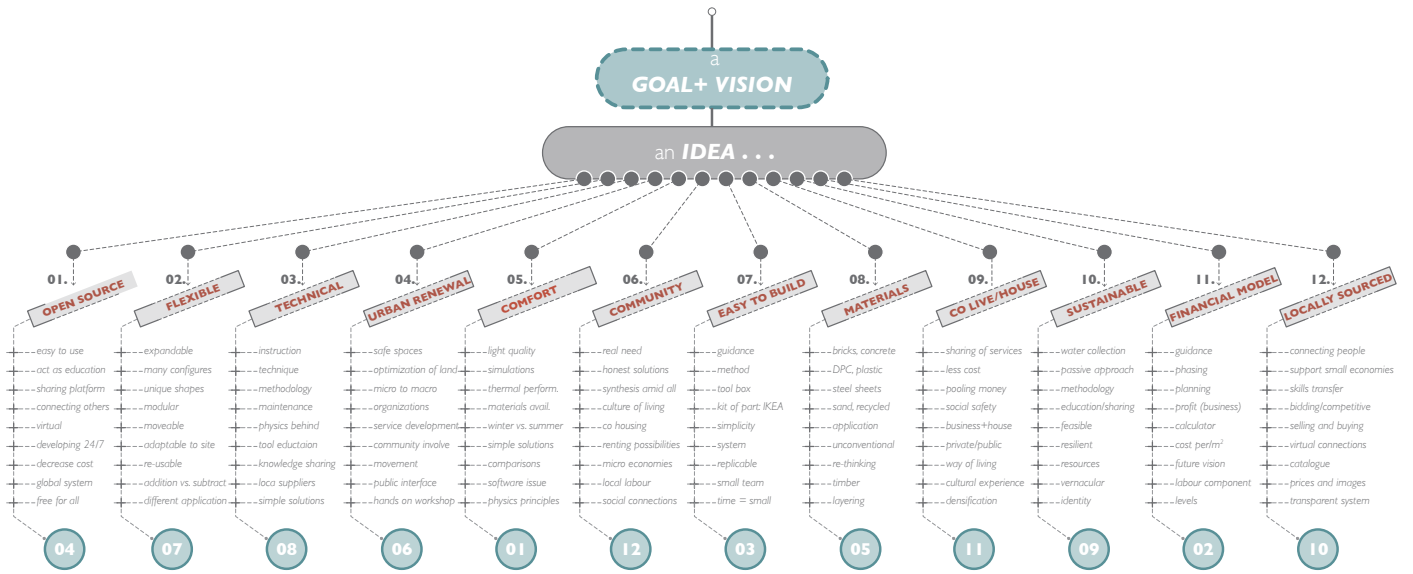 a
GOAL+ VISION
an IDEA . . .
01.
OPEN SOURCE
easy to use
act as education
sharing platform
connecting others
virtual
developing 24/7
decrease cost
global system
free for all
04
02.
FLEXIBLE
expandable
many configures
unique shapes
modular
moveable
adaptable to site
re-usable
addition vs. subtract
different application
07
03.
TECHNICAL
instruction
technique
methodology
maintenance
physics behind
tool eductaion
knowledge sharing
loca suppliers
simple solutions
08
04.
URBAN RENEWAL
safe spaces
optimization of land
micro to macro
organizations
service development
community involve
movement
public interface
hands on workshop
06
05.
COMFORT
light quality
simulations
thermal perform.
materials avail.
winter vs. summer
simple solutions
comparisons
software issue
physics principles
01
06.
COMMUNITY
real need
honest solutions
synthesis amid all
culture of living
co housing
renting possibilities
micro economies
local labour
social connections
12
07.
EASY TO BUILD
guidance
method
tool box
kit of part: IKEA
simplicity
system
replicable
small team
time = small
03
08.
MATERIALS
bricks, concrete
DPC, plastic
steel sheets
sand, recycled
application
unconventional
re-thinking
timber
layering
05
09.
CO LIVE/HOUSE
sharing of services
less cost
pooling money
social safety
business+house
private/public
way of living
cultural experience
densification
11
10.
SUSTAINABLE
water collection
passive approach
methodology
education/sharing
feasible
resilient
resources
vernacular
identity
09
11.
FINANCIAL MODEL
guidance
phasing
planning
profit (business)
calculator
cost per/m²
future vision
labour component
levels
02
12.
LOCALLY SOURCED
connecting people
support small economies
skills transfer
bidding/competitive
selling and buying
virtual connections
catalogue
prices and images
transparent system
10